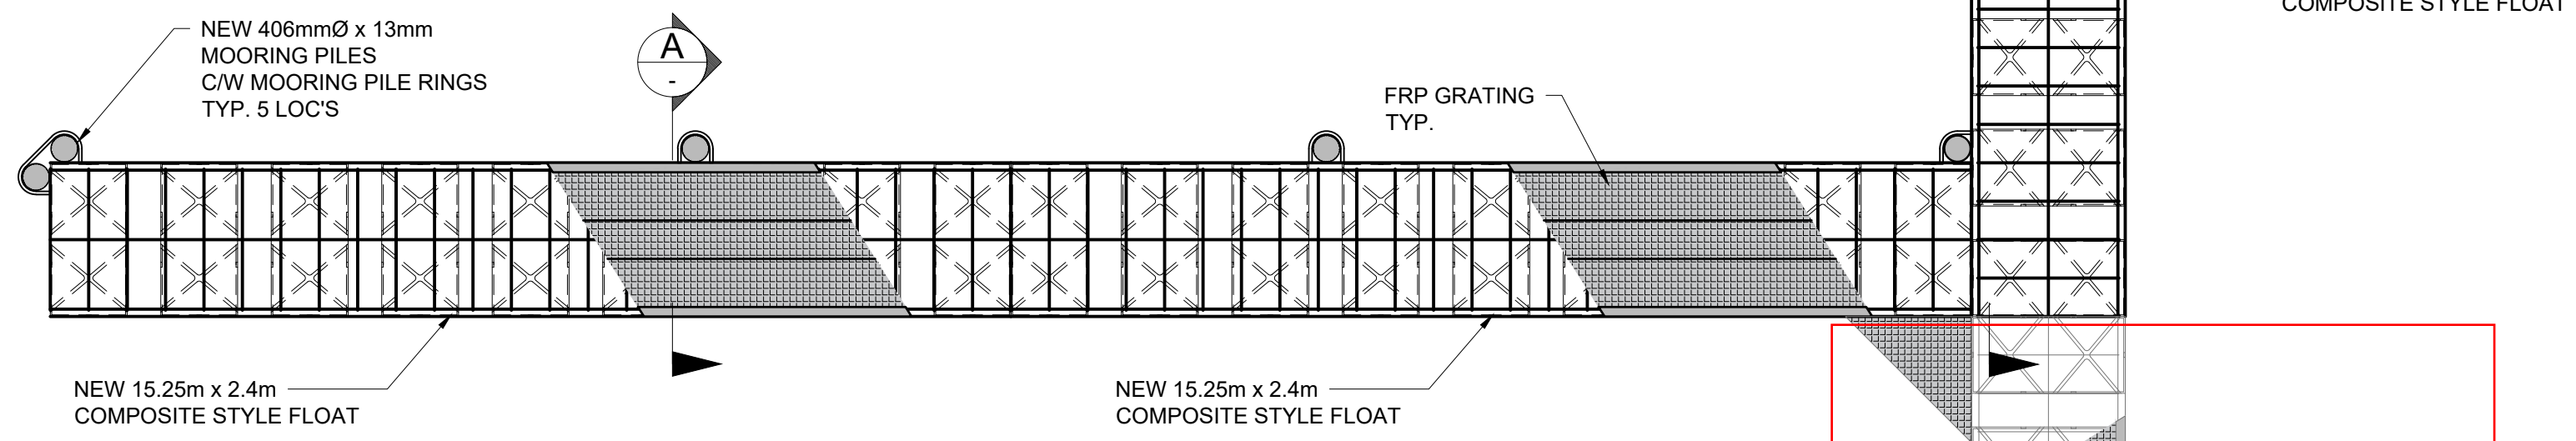 COMPOSITE STYLE FLOAT
NEW 406mmØ x 13mm
MOORING PILES
C/W MOORING PILE RINGS
TYP. 5 LOC'S
A
-
FRP GRATING
TYP.
NEW 15.25m x 2.4m
COMPOSITE STYLE FLOAT
NEW 15.25m x 2.4m
COMPOSITE STYLE FLOAT